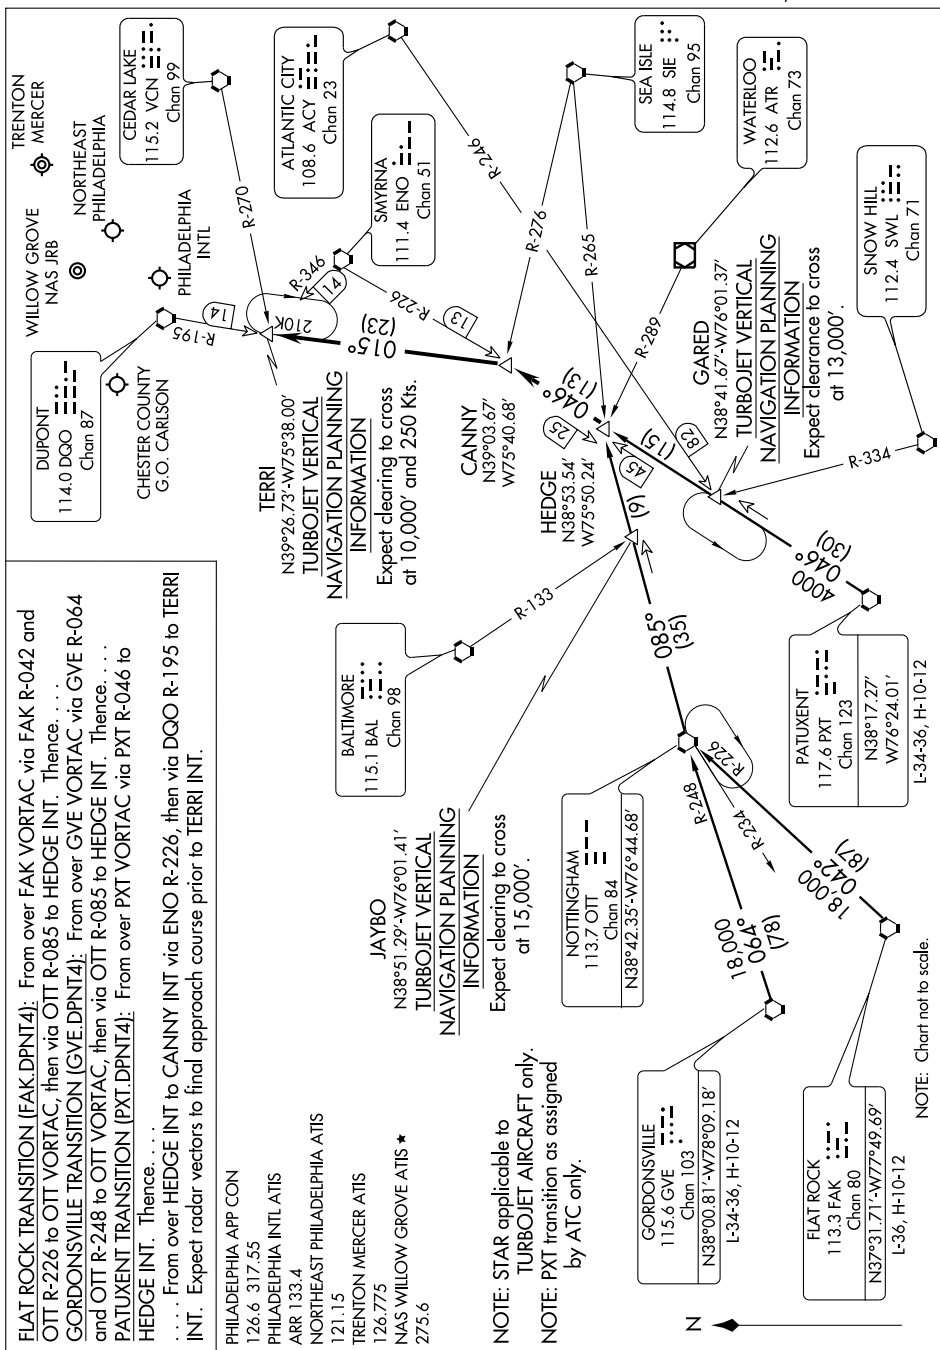 FLAT ROCK TRANSITION (FAK.DPNT4): From over FAK VORTAC via FAK R-042 and
OTT R-226 to OTT VORTAC, then via OTT R-085 to HEDGE INT. Thence. . . .
GORDONSVILLE TRANSITION (GVE.DPNT4): From over GVE VORTAC via GVE R-064
and OTT R-248 to OTT VORTAC, then via OTT R-085 to HEDGE INT. Thence. . . .
PATUXENT TRANSITION (PXT.DPNT4): From over PXT VORTAC via PXT R-046 to
HEDGE INT. Thence. . . .
. . . . From over HEDGE INT to CANNY INT via ENO R-226, then via DQO R-195 to TERRI
INT. Expect radar vectors to final approach course prior to TERRI INT.
PHILADELPHIA APP CON
126.6 317.55
PHILADELPHIA INTL ATIS
ARR 133.4
NORTHEAST PHILADELPHIA ATIS
121.15
TRENTON MERCER ATIS
126.775
NAS WILLOW GROVE ATIS ★
275.6
NOTE: STAR applicable to
TURBOJET AIRCRAFT only.
NOTE: PXT transition as assigned
by ATC only.
N
WILLOW GROVE
NAS JRB
TRENTON
MERCER
NORTHEAST
PHILADELPHIA
PHILADELPHIA
INTL
CHESTER COUNTY
G.O. CARLSON
DUPONT
114.0 DQO
Chan 87
CEDAR LAKE
115.2 VCN
Chan 99
ATLANTIC CITY
108.6 ACY
Chan 23
SMYRNA
111.4 ENO
Chan 51
SEA ISLE
114.8 SIE
Chan 95
WATERLOO
112.6 ATR
Chan 73
SNOW HILL
112.4 SWL
Chan 71
R-195
14
R-270
R-346
14
210K
R-226
13
R-246
R-276
R-265
R-289
R-334
015°
(23)
TERRI
N39°26.73'-W75°38.00'
TURBOJET VERTICAL
NAVIGATION PLANNING
INFORMATION
Expect clearing to cross
at 10,000' and 250 Kts.
CANNY
N39°03.67'
W75°40.68'
046°
(13)
25
HEDGE
N38°53.54'
W75°50.24'
45
(15)
82
(9)
GARED
N38°41.67'-W76°01.37'
TURBOJET VERTICAL
NAVIGATION PLANNING
INFORMATION
Expect clearance to cross
at 13,000'.
4000
046°
(30)
PATUXENT
117.6 PXT
Chan 123
N38°17.27'
W76°24.01'
L-34-36, H-10-12
BALTIMORE
115.1 BAL
Chan 98
R-133
JAYBO
N38°51.29'-W76°01.41'
TURBOJET VERTICAL
NAVIGATION PLANNING
INFORMATION
Expect clearing to cross
at 15,000'.
085°
(35)
NOTTINGHAM
113.7 OTT
Chan 84
N38°42.35'-W76°44.68'
R-226
R-248
R-234
18,000
064°
(78)
18,000
042°
(87)
GORDONSVILLE
115.6 GVE
Chan 103
N38°00.81'-W78°09.18'
L-34-36, H-10-12
FLAT ROCK
113.3 FAK
Chan 80
N37°31.71'-W77°49.69'
L-36, H-10-12
NOTE: Chart not to scale.